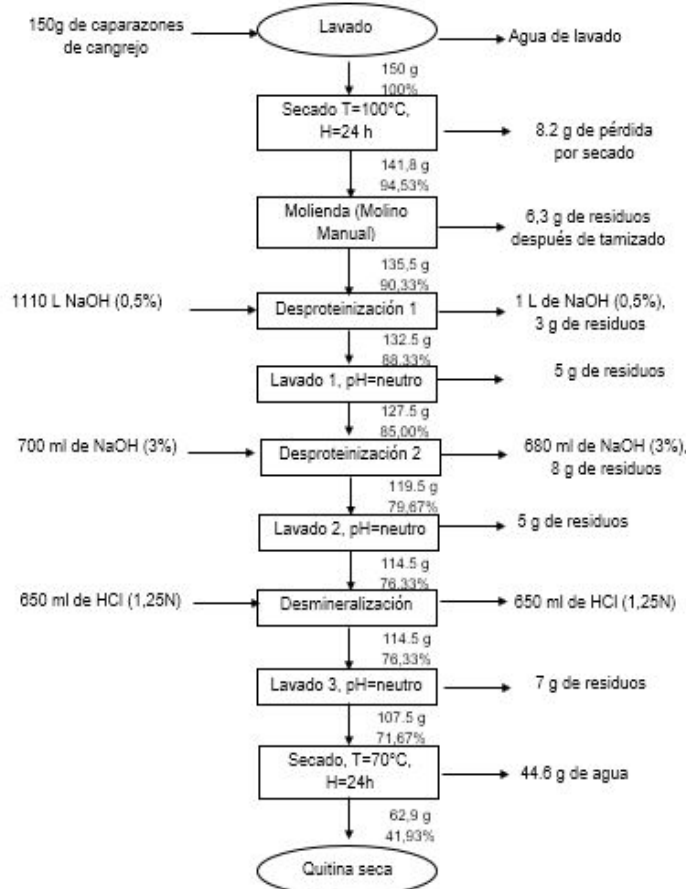 150g de caparazones
de cangrejo
Lavado
Agua de lavado
150 g
100%
Secado T=100°C,
H=24 h
8.2 g de pérdida
por secado
141,8 g
94,53%
Molienda (Molino
Manual)
6,3 g de residuos
después de tamizado
135,5 g
90,33%
1110 L NaOH (0,5%)
Desproteinización 1
1 L de NaOH (0,5%),
3 g de residuos
132.5 g
88.33%
Lavado 1, pH=neutro
5 g de residuos
127.5 g
85,00%
700 ml de NaOH (3%)
Desproteinización 2
680 ml de NaOH (3%),
8 g de residuos
119.5 g
79,67%
Lavado 2, pH=neutro
5 g de residuos
114.5 g
76,33%
650 ml de HCl (1,25N)
Desmineralización
650 ml de HCl (1,25N)
114.5 g
76,33%
Lavado 3, pH=neutro
7 g de residuos
107.5 g
71,67%
Secado, T=70°C,
H=24h
44.6 g de agua
62,9 g
41,93%
Quitina seca